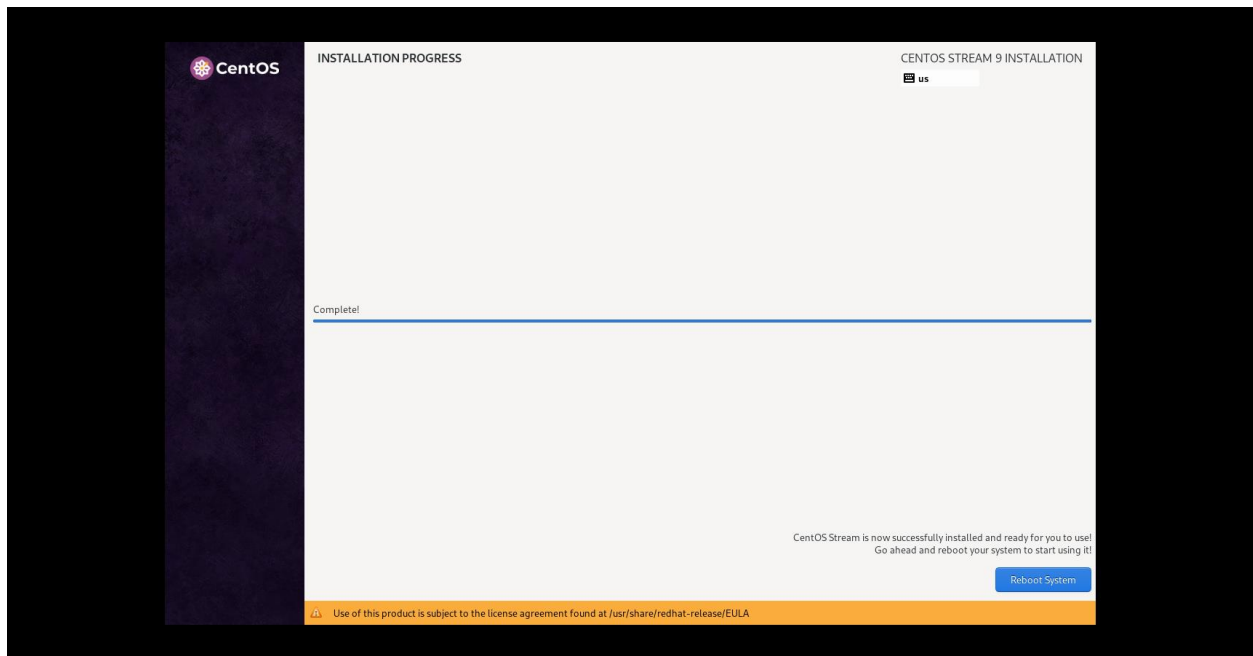 CentOS
INSTALLATION PROGRESS
CENTOS STREAM 9 INSTALLATION
us
Complete!
CentOS Stream is now successfully installed and ready for you to use!
Go ahead and reboot your system to start using it!
Reboot System
Use of this product is subject to the license agreement found at /usr/share/redhat-release/EULA